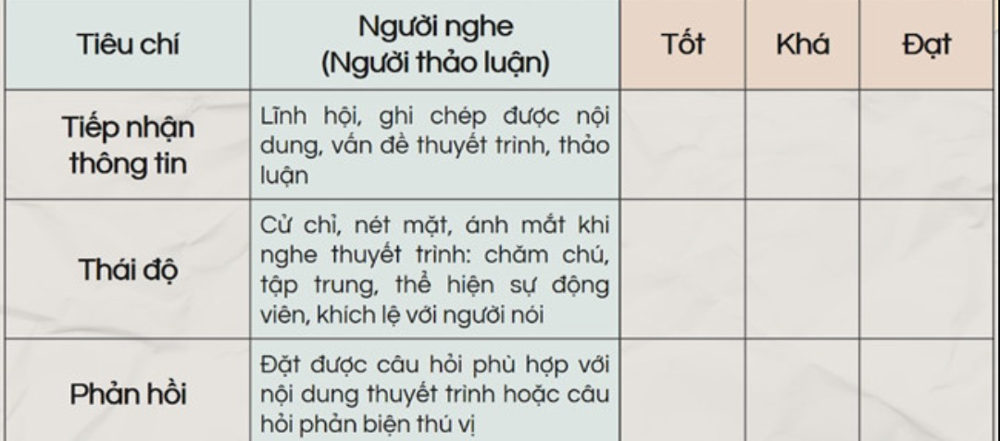 Tiêu chí
Người nghe
(Người thảo luận)
Tốt
Khá
Đạt
Tiếp nhận
thông tin
Lĩnh hội, ghi chép được nội
dung, vấn đề thuyết trình, thảo
luận
Thái độ
Cử chỉ, nét mặt, ánh mắt khi
nghe thuyết trình: chăm chú,
tập trung, thể hiện sự động
viên, khích lệ với người nói
Phản hồi
Đặt được câu hỏi phù hợp với
nội dung thuyết trình hoặc câu
hỏi phản biện thú vị